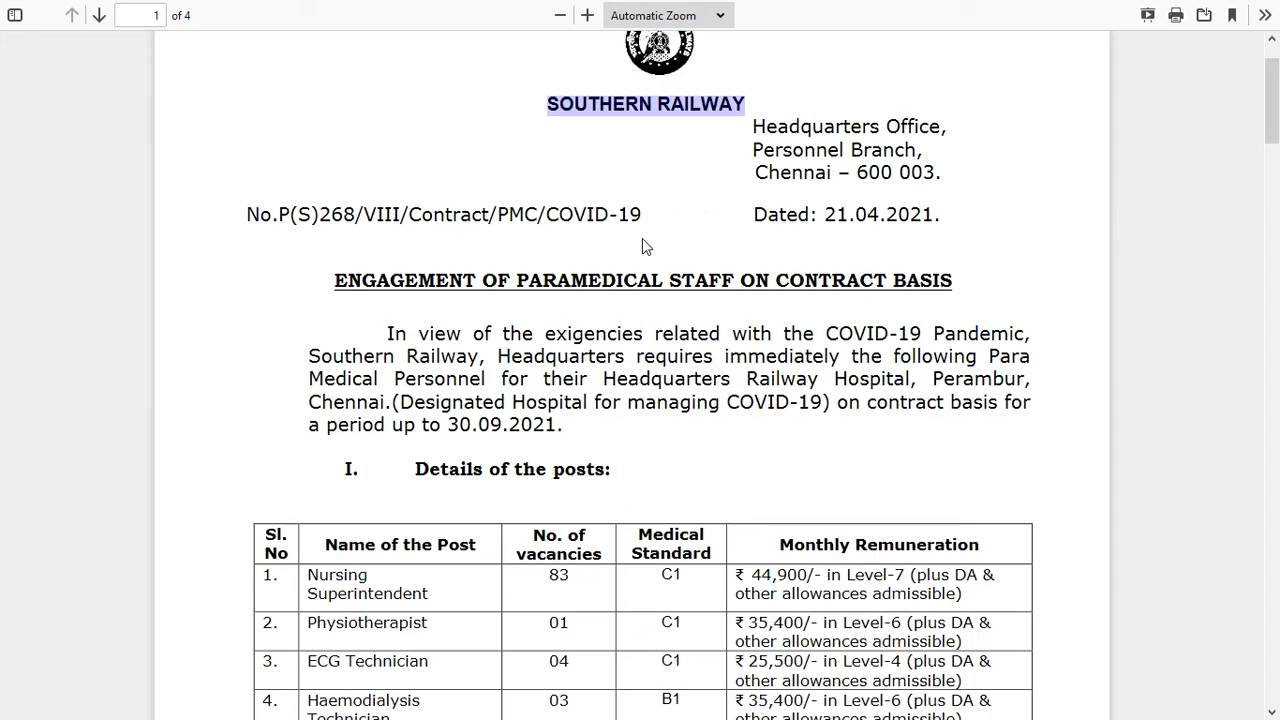 1 of 4
Automatic Zoom
SOUTHERN RAILWAY
Headquarters Office,
Personnel Branch,
Chennai – 600 003.
No.P(S)268/VIII/Contract/PMC/COVID-19 Dated: 21.04.2021.
ENGAGEMENT OF PARAMEDICAL STAFF ON CONTRACT BASIS
In view of the exigencies related with the COVID-19 Pandemic,
Southern Railway, Headquarters requires immediately the following Para
Medical Personnel for their Headquarters Railway Hospital, Perambur,
Chennai.(Designated Hospital for managing COVID-19) on contract basis for
a period up to 30.09.2021.
I. Details of the posts:
Sl. No Name of the Post No. of vacancies Medical Standard Monthly Remuneration
1. Nursing Superintendent 83 C1 ₹ 44,900/- in Level-7 (plus DA & other allowances admissible)
2. Physiotherapist 01 C1 ₹ 35,400/- in Level-6 (plus DA & other allowances admissible)
3. ECG Technician 04 C1 ₹ 25,500/- in Level-4 (plus DA & other allowances admissible)
4. Haemodialysis Technician 03 B1 ₹ 35,400/- in Level-6 (plus DA & other allowances admissible)